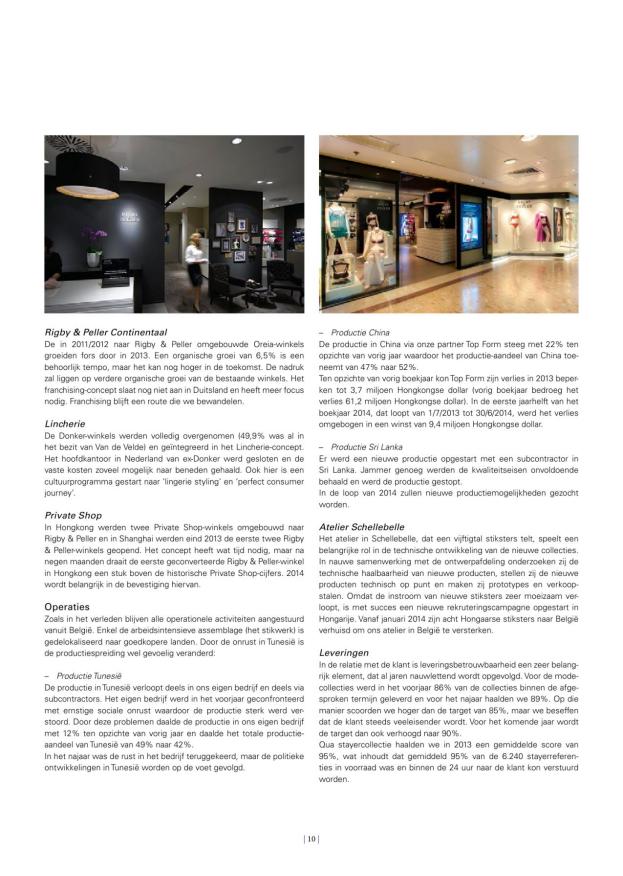 RIGBY
& PELLER
RIGBY
& PELLER
Rigby & Peller Continentaal
De in 2011/2012 naar Rigby & Peller omgebouwde Oreia-winkels
groeiden fors door in 2013. Een organische groei van 6,5% is een
behoorlijk tempo, maar het kan nog hoger in de toekomst. De nadruk
zal liggen op verdere organische groei van de bestaande winkels. Het
franchising-concept slaat nog niet aan in Duitsland en heeft meer focus
nodig. Franchising blijft een route die we bewandelen.
Lincherie
De Donker-winkels werden volledig overgenomen (49,9% was al in
het bezit van Van de Velde) en geïntegreerd in het Lincherie-concept.
Het hoofdkantoor in Nederland van ex-Donker werd gesloten en de
vaste kosten zoveel mogelijk naar beneden gehaald. Ook hier is een
cultuurprogramma gestart naar ‘lingerie styling’ en ‘perfect consumer
journey’.
Private Shop
In Hongkong werden twee Private Shop-winkels omgebouwd naar
Rigby & Peller en in Shanghai werden eind 2013 de eerste twee Rigby
& Peller-winkels geopend. Het concept heeft wat tijd nodig, maar na
negen maanden draait de eerste geconverteerde Rigby & Peller-winkel
in Hongkong een stuk boven de historische Private Shop-cijfers. 2014
wordt belangrijk in de bevestiging hiervan.
Operaties
Zoals in het verleden blijven alle operationele activiteiten aangestuurd
vanuit België. Enkel de arbeidsintensieve assemblage (het stikwerk) is
gedelokaliseerd naar goedkopere landen. Door de onrust in Tunesië is
de productiespreiding wel gevoelig veranderd:
– Productie Tunesië
De productie in Tunesië verloopt deels in ons eigen bedrijf en deels via
subcontractors. Het eigen bedrijf werd in het voorjaar geconfronteerd
met ernstige sociale onrust waardoor de productie sterk werd ver-
stoord. Door deze problemen daalde de productie in ons eigen bedrijf
met 12% ten opzichte van vorig jaar en daalde het totale productie-
aandeel van Tunesië van 49% naar 42%.
In het najaar was de rust in het bedrijf teruggekeerd, maar de politieke
ontwikkelingen in Tunesië worden op de voet gevolgd.
– Productie China
De productie in China via onze partner Top Form steeg met 22% ten
opzichte van vorig jaar waardoor het productie-aandeel van China toe-
neemt van 47% naar 52%.
Ten opzichte van vorig boekjaar kon Top Form zijn verlies in 2013 beper-
ken tot 3,7 miljoen Hongkongse dollar (vorig boekjaar bedroeg het
verlies 61,2 miljoen Hongkongse dollar). In de eerste jaarhelft van het
boekjaar 2014, dat loopt van 1/7/2013 tot 30/6/2014, werd het verlies
omgebogen in een winst van 9,4 miljoen Hongkongse dollar.
– Productie Sri Lanka
Er werd een nieuwe productie opgestart met een subcontractor in
Sri Lanka. Jammer genoeg werden de kwaliteitseisen onvoldoende
behaald en werd de productie gestopt.
In de loop van 2014 zullen nieuwe productiemogelijkheden gezocht
worden.
Atelier Schellebelle
Het atelier in Schellebelle, dat een vijftigtal stiksters telt, speelt een
belangrijke rol in de technische ontwikkeling van de nieuwe collecties.
In nauwe samenwerking met de ontwerpafdeling onderzoeken zij de
technische haalbaarheid van nieuwe producten, stellen zij de nieuwe
producten technisch op punt en maken zij prototypes en verkoop-
stalen. Omdat de instroom van nieuwe stiksters zeer moeizaam ver-
loopt, is met succes een nieuwe rekruteringscampagne opgestart in
Hongarije. Vanaf januari 2014 zijn acht Hongaarse stiksters naar België
verhuisd om ons atelier in België te versterken.
Leveringen
In de relatie met de klant is leveringsbetrouwbaarheid een zeer belang-
rijk element, dat al jaren nauwlettend wordt opgevolgd. Voor de mode-
collecties werd in het voorjaar 86% van de collecties binnen de afge-
sproken termijn geleverd en voor het najaar haalden we 89%. Op die
manier scoorden we hoger dan de target van 85%, maar we beseffen
dat de klant steeds veeleisender wordt. Voor het komende jaar wordt
de target dan ook verhoogd naar 90%.
Qua stayercollectie haalden we in 2013 een gemiddelde score van
95%, wat inhoudt dat gemiddeld 95% van de 6.240 stayerreferen-
ties in voorraad was en binnen de 24 uur naar de klant kon verstuurd
worden.
| 10 |